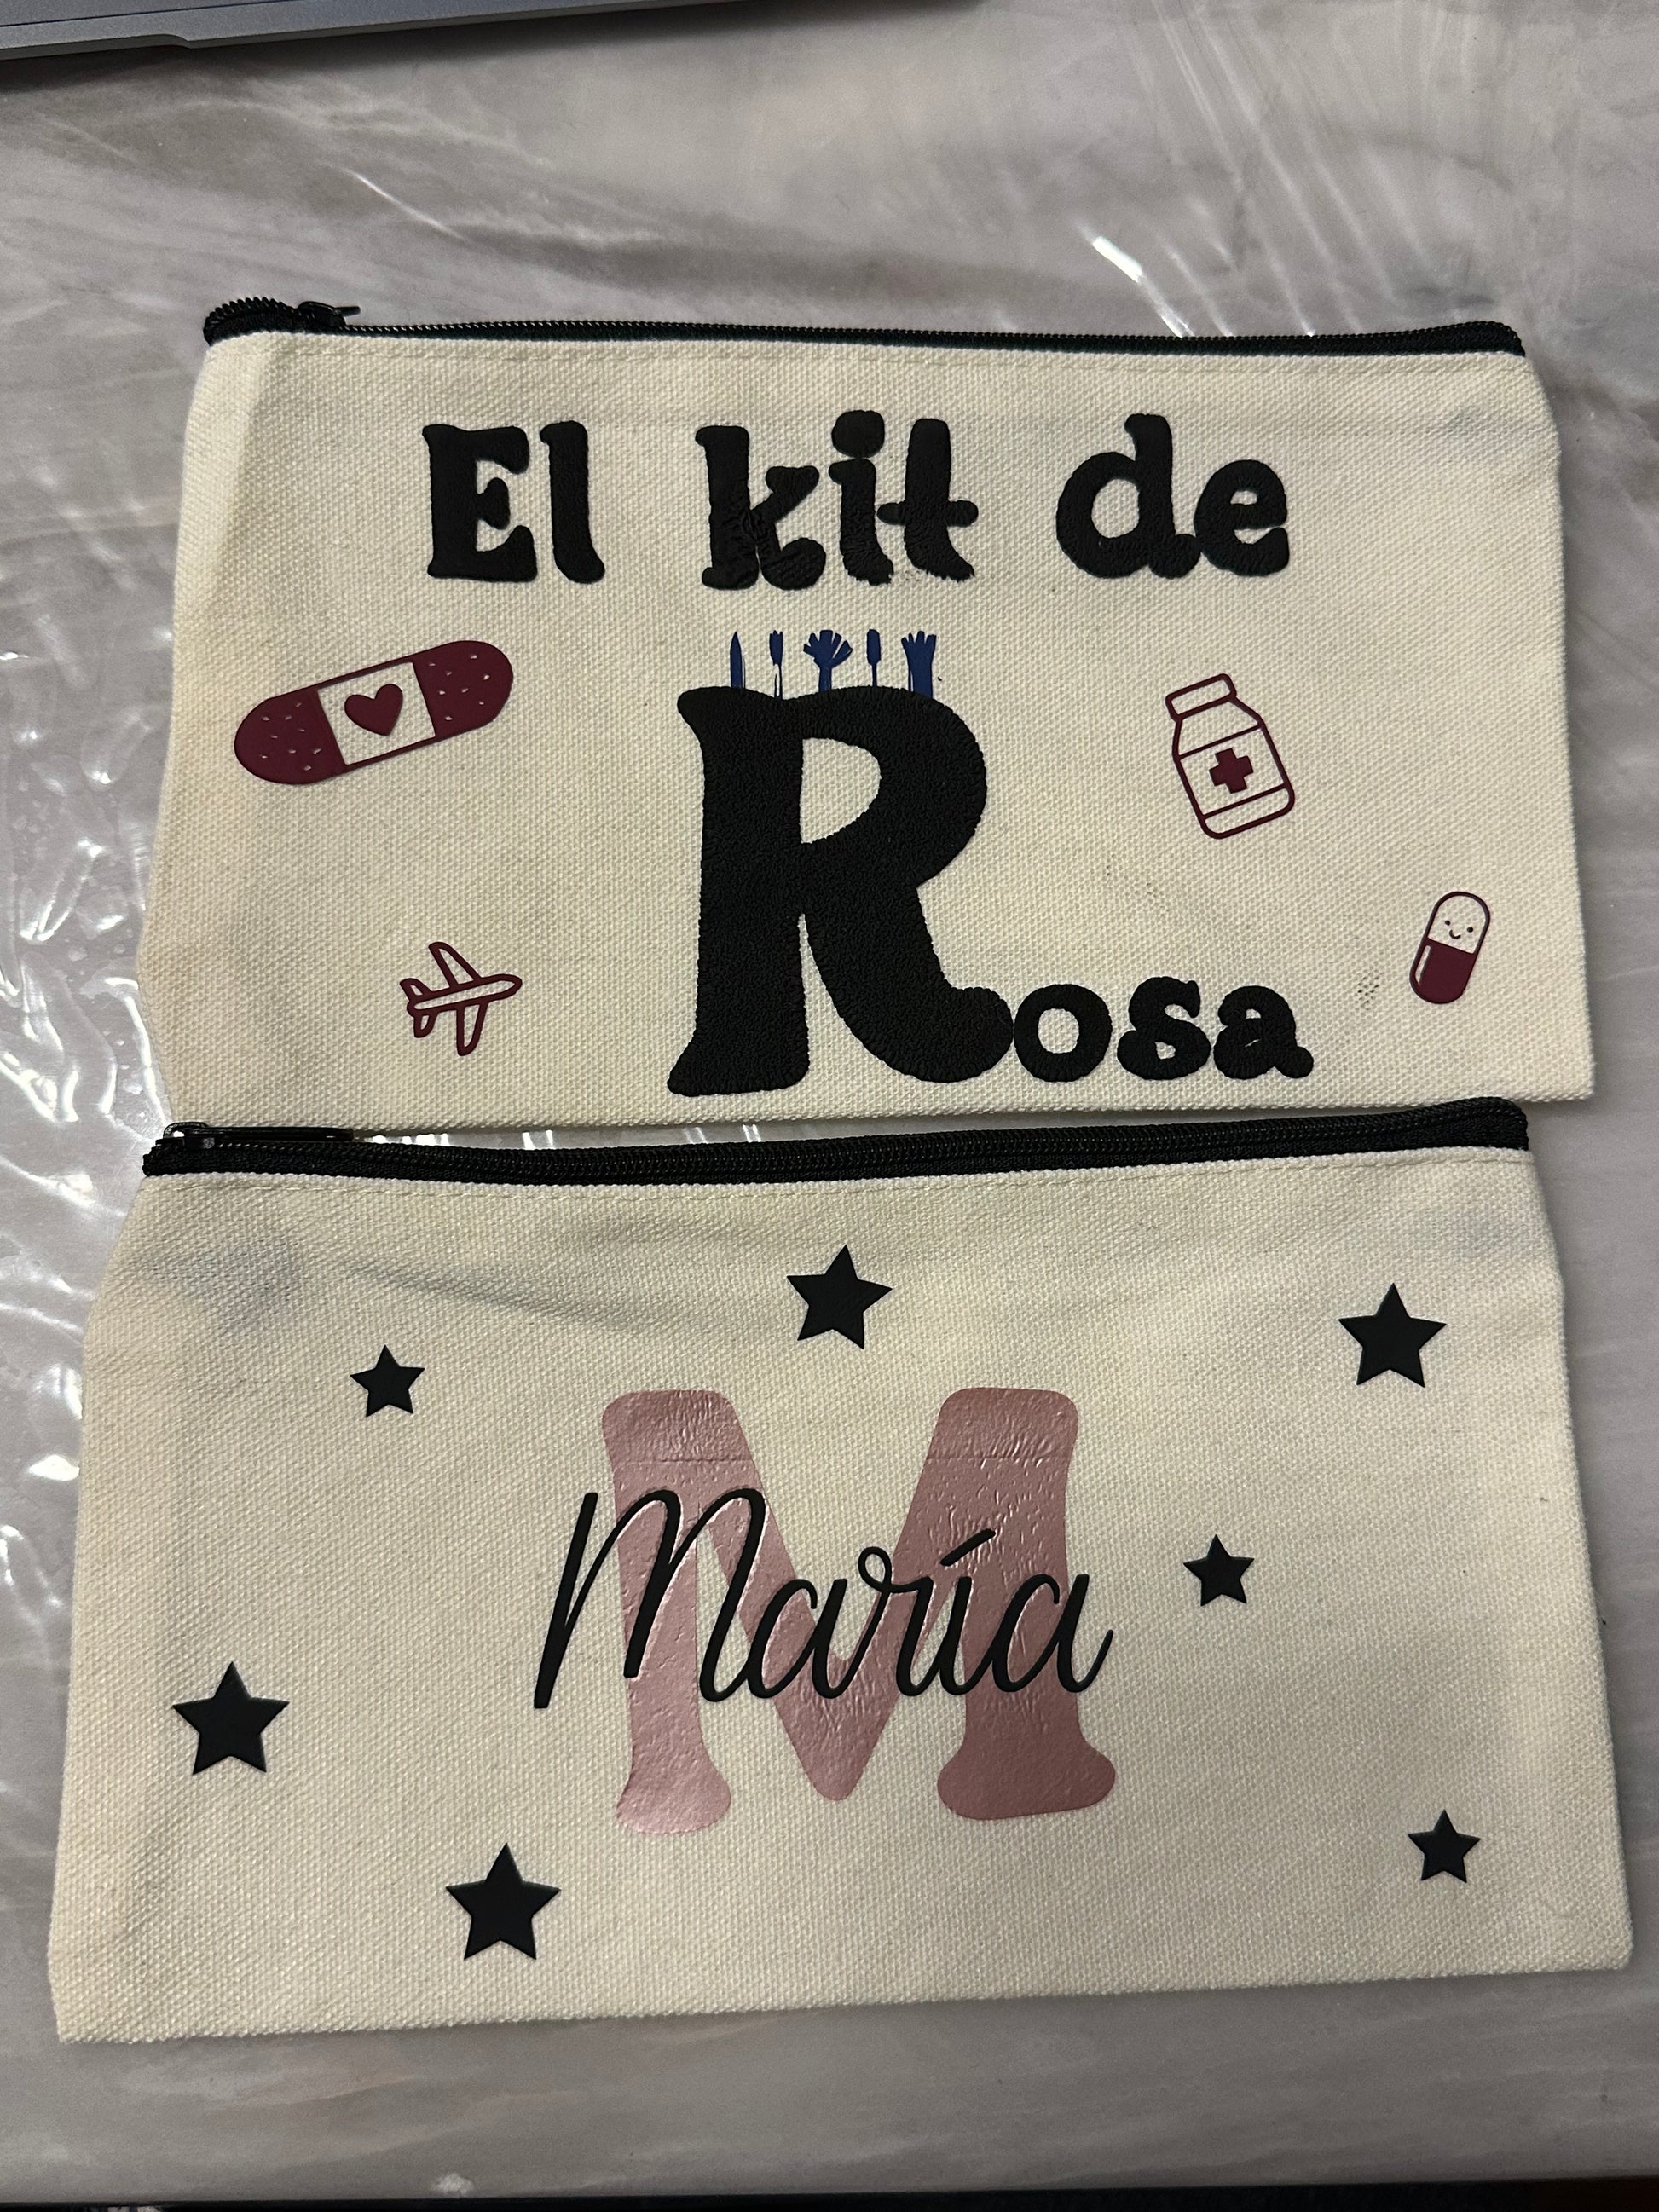 El kit de
Rosa
M
María